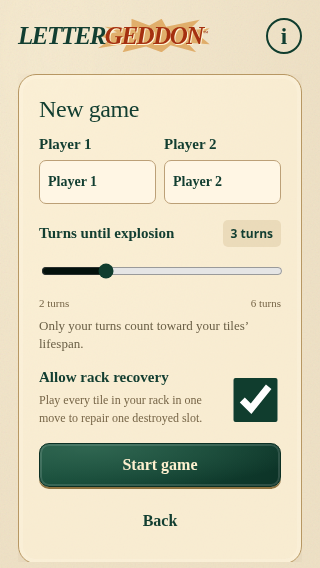 LETTERGEDDON
i
New game
Player 1 Player 2
Player 1 Player 2
Turns until explosion 3 turns
2 turns 6 turns
Only your turns count toward your tiles’
lifespan.
Allow rack recovery
Play every tile in your rack in one
move to repair one destroyed slot.
Start game
Back